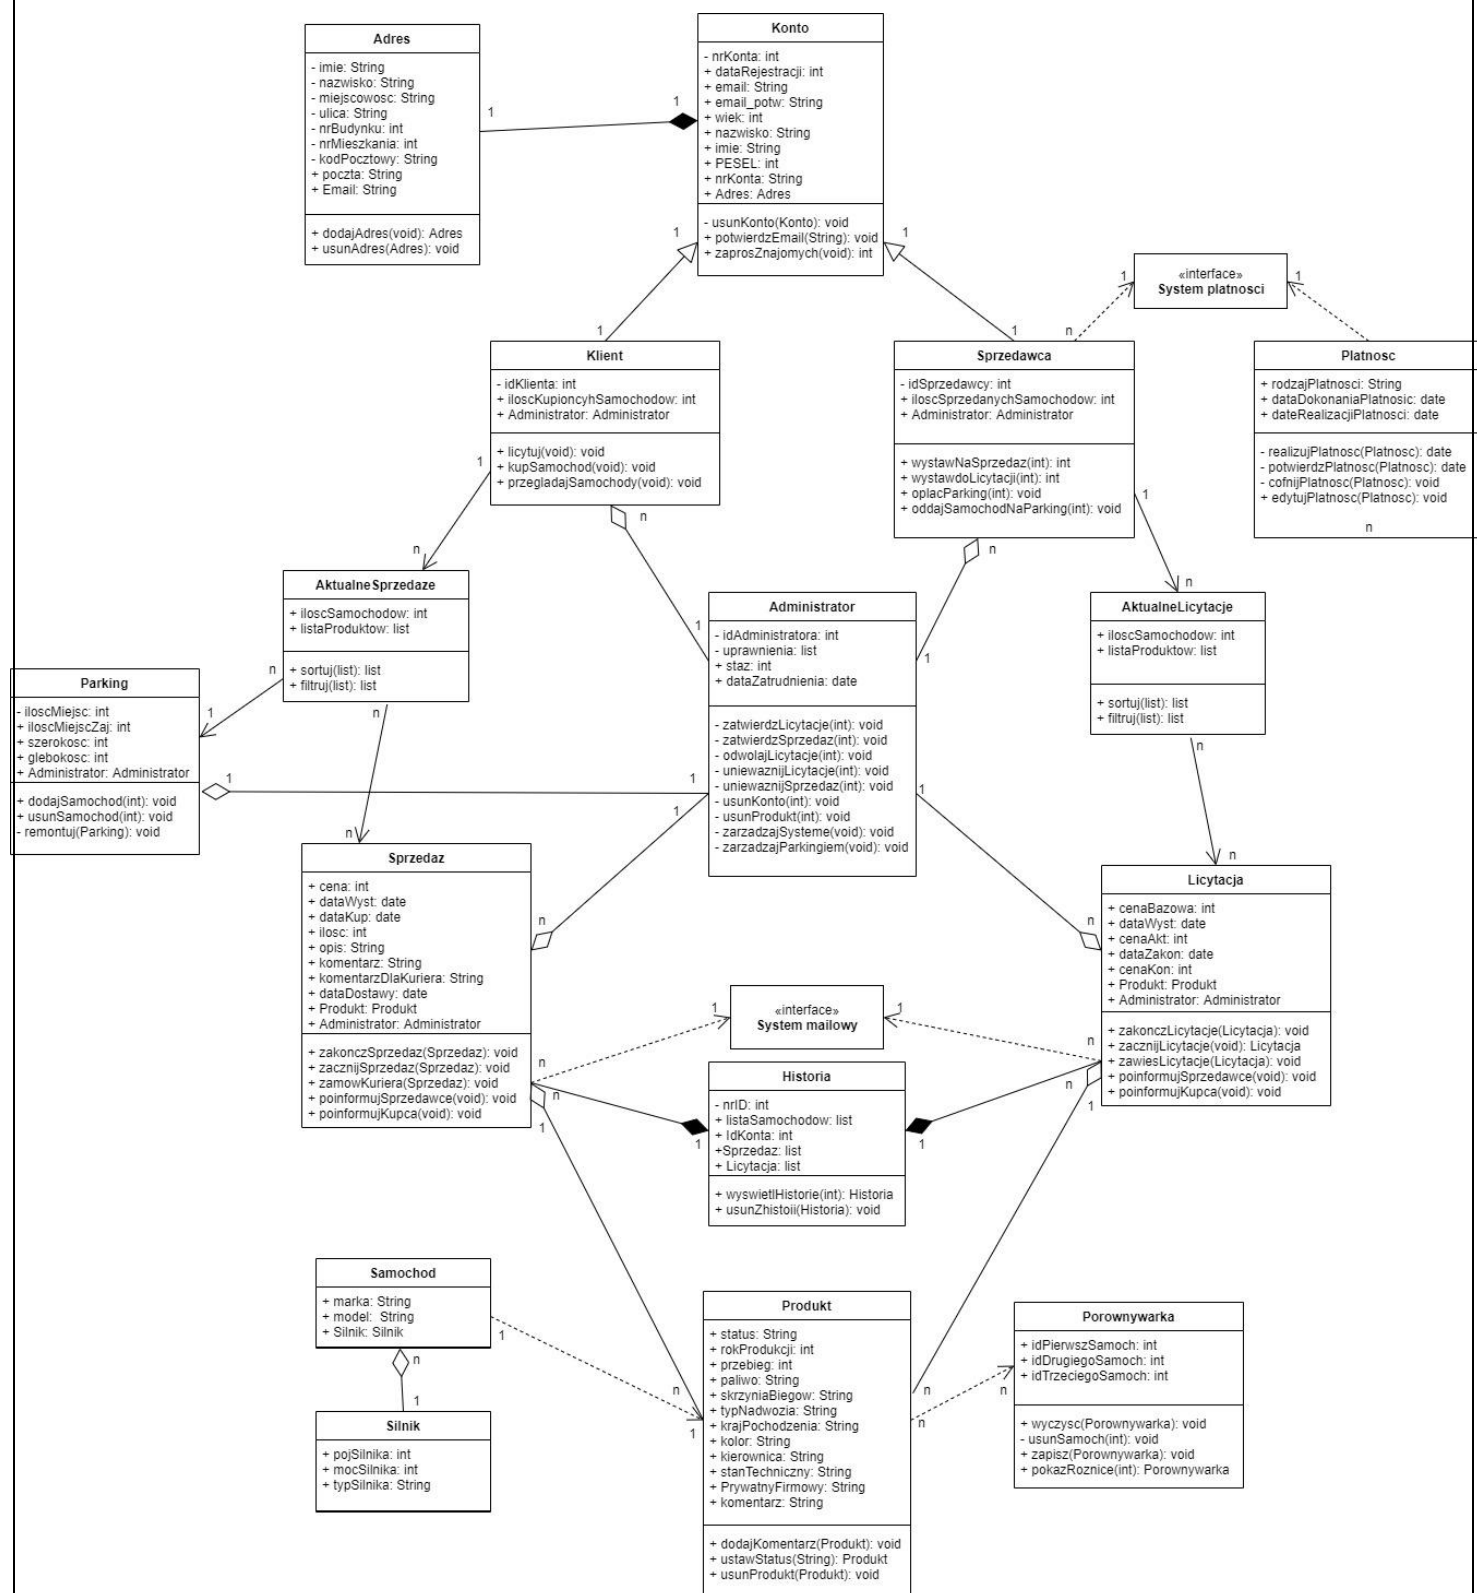 Adres
- imie: String
- nazwisko: String
- miejscowosc: String
- ulica: String
- nrBudynku: int
- nrMieszkania: int
- kodPocztowy: String
+ poczta: String
+ Email: String
+ dodajAdres(void): Adres
+ usunAdres(Adres): void
1
1
Konto
- nrKonta: int
+ dataRejestracji: int
+ email: String
+ email_potw: String
+ wiek: int
+ nazwisko: String
+ imie: String
+ PESEL: int
+ nrKonta: String
+ Adres: Adres
- usunKonto(Konto): void
+ potwierdzEmail(String): void
+ zaprosZnajomych(void): int
1
1
1
1
«interface»
System platnosci
1
1
n
Klient
- idKlienta: int
+ iloscKupioncyhSamochodow: int
+ Administrator: Administrator
+ licytuj(void): void
+ kupSamochod(void): void
+ przegladajSamochody(void): void
Sprzedawca
- idSprzedawcy: int
+ iloscSprzedanychSamochodow: int
+ Administrator: Administrator
+ wystawNaSprzedaz(int): int
+ wystawdoLicytacji(int): int
+ oplacParking(int): void
+ oddajSamochodNaParking(int): void
Platnosc
+ rodzajPlatnosci: String
+ dataDokonaniaPlatnosic: date
+ dateRealizacjiPlatnosci: date
- realizujPlatnosc(Platnosc): date
- potwierdzPlatnosc(Platnosc): date
- cofnijPlatnosc(Platnosc): void
+ edytujPlatnosc(Platnosc): void
n
1
n
n
1
n
1
1
n
AktualneSprzedaze
+ iloscSamochodow: int
+ listaProduktow: list
+ sortuj(list): list
+ filtruj(list): list
Administrator
- idAdministratora: int
- uprawnienia: list
+ staz: int
+ dataZatrudnienia: date
- zatwierdzLicytacje(int): void
- zatwierdzSprzedaz(int): void
- odwolajLicytacje(int): void
- uniewaznijLicytacje(int): void
- uniewaznijSprzedaz(int): void
- usunKonto(int): void
- usunProdukt(int): void
- zarzadzajSysteme(void): void
- zarzadzajParkingiem(void): void
AktualneLicytacje
+ iloscSamochodow: int
+ listaProduktow: list
+ sortuj(list): list
+ filtruj(list): list
Parking
- iloscMiejsc: int
+ iloscMiejscZaj: int
+ szerokosc: int
+ glebokosc: int
+ Administrator: Administrator
+ dodajSamochod(int): void
+ usunSamochod(int): void
- remontuj(Parking): void
n
1
n
n
1
1
1
n
1
n
n
n
Sprzedaz
+ cena: int
+ dataWyst: date
+ dataKup: date
+ ilosc: int
+ opis: String
+ komentarz: String
+ komentarzDlaKuriera: String
+ dataDostawy: date
+ Produkt: Produkt
+ Administrator: Administrator
+ zakonczSprzedaz(Sprzedaz): void
+ zacznijSprzedaz(Sprzedaz): void
+ zamowKuriera(Sprzedaz): void
+ poinformujSprzedawce(void): void
+ poinformujKupca(void): void
Licytacja
+ cenaBazowa: int
+ dataWyst: date
+ cenaAkt: int
+ dataZakon: date
+ cenaKon: int
+ Produkt: Produkt
+ Administrator: Administrator
+ zakonczLicytacje(Licytacja): void
+ zacznijLicytacje(void): Licytacja
+ zawiesLicytacje(Licytacja): void
+ poinformujSprzedawce(void): void
+ poinformujKupca(void): void
«interface»
System mailowy
1
1
n
n
n
n
1
1
1
1
Historia
- nrID: int
+ listaSamochodow: list
+ IdKonta: int
+Sprzedaz: list
+ Licytacja: list
+ wyswietlHistorie(int): Historia
+ usunZhistoii(Historia): void
Samochod
+ marka: String
+ model: String
+ Silnik: Silnik
n
1
1
n
1
Silnik
+ pojSilnika: int
+ mocSilnika: int
+ typSilnika: String
Produkt
+ status: String
+ rokProdukcji: int
+ przebieg: int
+ paliwo: String
+ skrzyniaBiegow: String
+ typNadwozia: String
+ krajPochodzenia: String
+ kolor: String
+ kierownica: String
+ stanTechniczny: String
+ PrywatnyFirmowy: String
+ komentarz: String
+ dodajKomentarz(Produkt): void
+ ustawStatus(String): Produkt
+ usunProdukt(Produkt): void
n
n
n
Porownywarka
+ idPierwszSamoch: int
+ idDrugiegoSamoch: int
+ idTrzeciegoSamoch: int
+ wyczysc(Porownywarka): void
- usunSamoch(int): void
+ zapisz(Porownywarka): void
+ pokazRoznice(int): Porownywarka